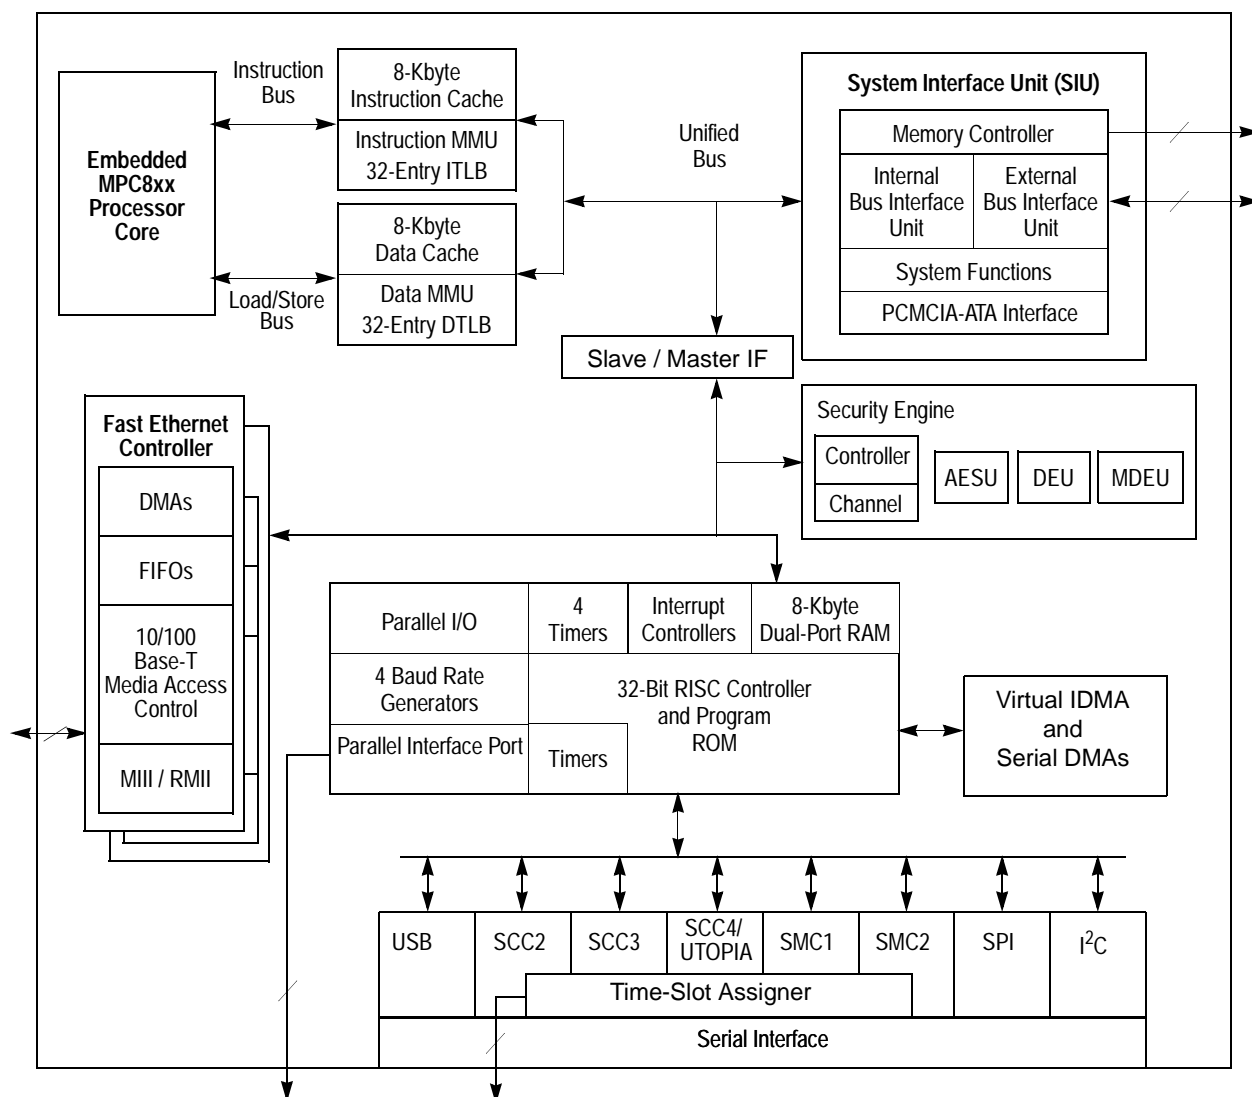 Instruction
Bus
Embedded
MPC8xx
Processor
Core
Load/Store
Bus
8-Kbyte
Instruction Cache
Instruction MMU
32-Entry ITLB
8-Kbyte
Data Cache
Data MMU
32-Entry DTLB
Unified
Bus
System Interface Unit (SIU)
Memory Controller
Internal
Bus Interface
Unit
External
Bus Interface
Unit
System Functions
PCMCIA-ATA Interface
Slave / Master IF
Security Engine
Controller
Channel
AESU
DEU
MDEU
Fast Ethernet
Controller
DMAs
FIFOs
10/100
Base-T
Media Access
Control
MIII / RMII
Parallel I/O
4
Timers
Interrupt
Controllers
8-Kbyte
Dual-Port RAM
4 Baud Rate
Generators
Parallel Interface Port
Timers
32-Bit RISC Controller
and Program
ROM
Virtual IDMA
and
Serial DMAs
USB
SCC2
SCC3
SCC4/
UTOPIA
SMC1
SMC2
SPI
I²C
Time-Slot Assigner
Serial Interface